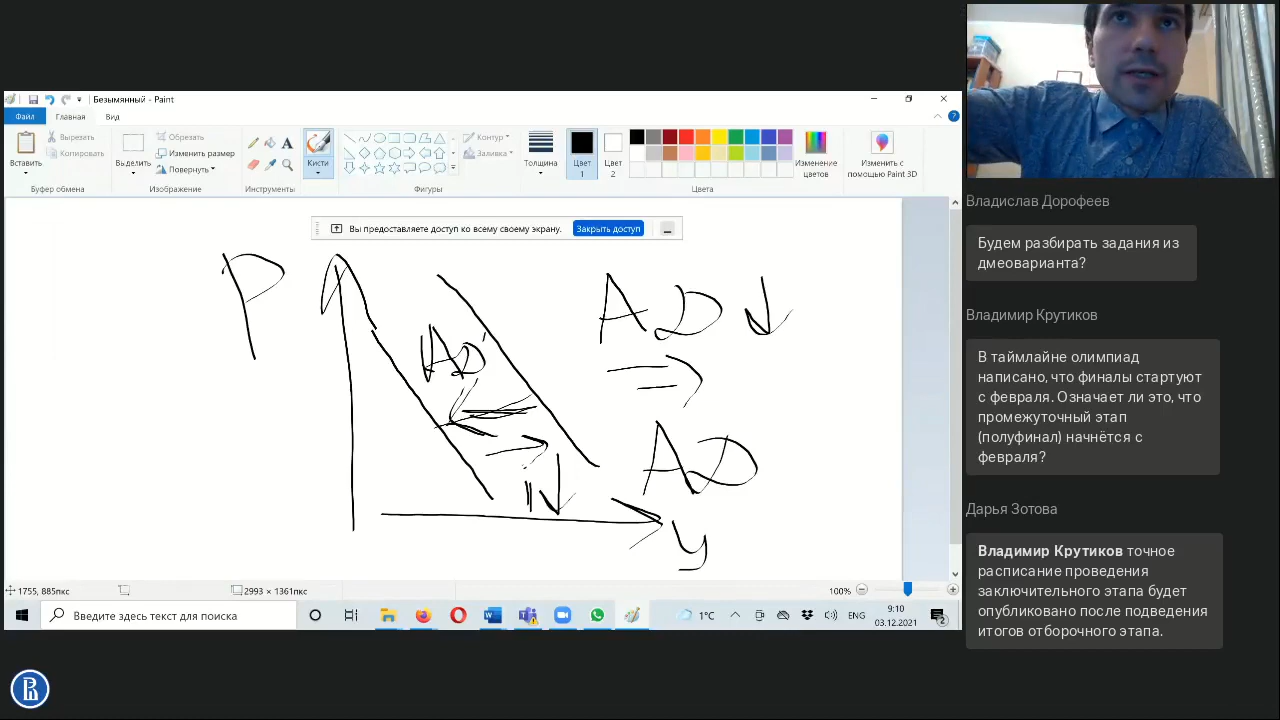 Безымянный - Paint
Файл
Главная
Вид
Вставить
Вырезать
Копировать
Буфер обмена
Выделить
Обрезать
Изменить размер
Повернуть
Изображение
Инструменты
Кисти
Контур
Заливка
Фигуры
Толщина
Цвет
1
Цвет
2
Изменение
цветов
Изменить с
помощью Paint 3D
Цвета
Вы предоставляете доступ ко всему своему экрану.
Закрыть доступ
P
AD'
AD ↓
⇒
AD
y
1755, 885пкс
2993 × 1361пкс
100%
Введите здесь текст для поиска
1°C
ENG
9:10
03.12.2021
2
Владислав Дорофеев
Будем разбирать задания из
дмеоварианта?
Владимир Крутиков
В таймлайне олимпиад
написано, что финалы стартуют
с февраля. Означает ли это, что
промежуточный этап
(полуфинал) начнётся с
февраля?
Дарья Зотова
Владимир Крутиков точное
расписание проведения
заключительного этапа будет
опубликовано после подведения
итогов отборочного этапа.